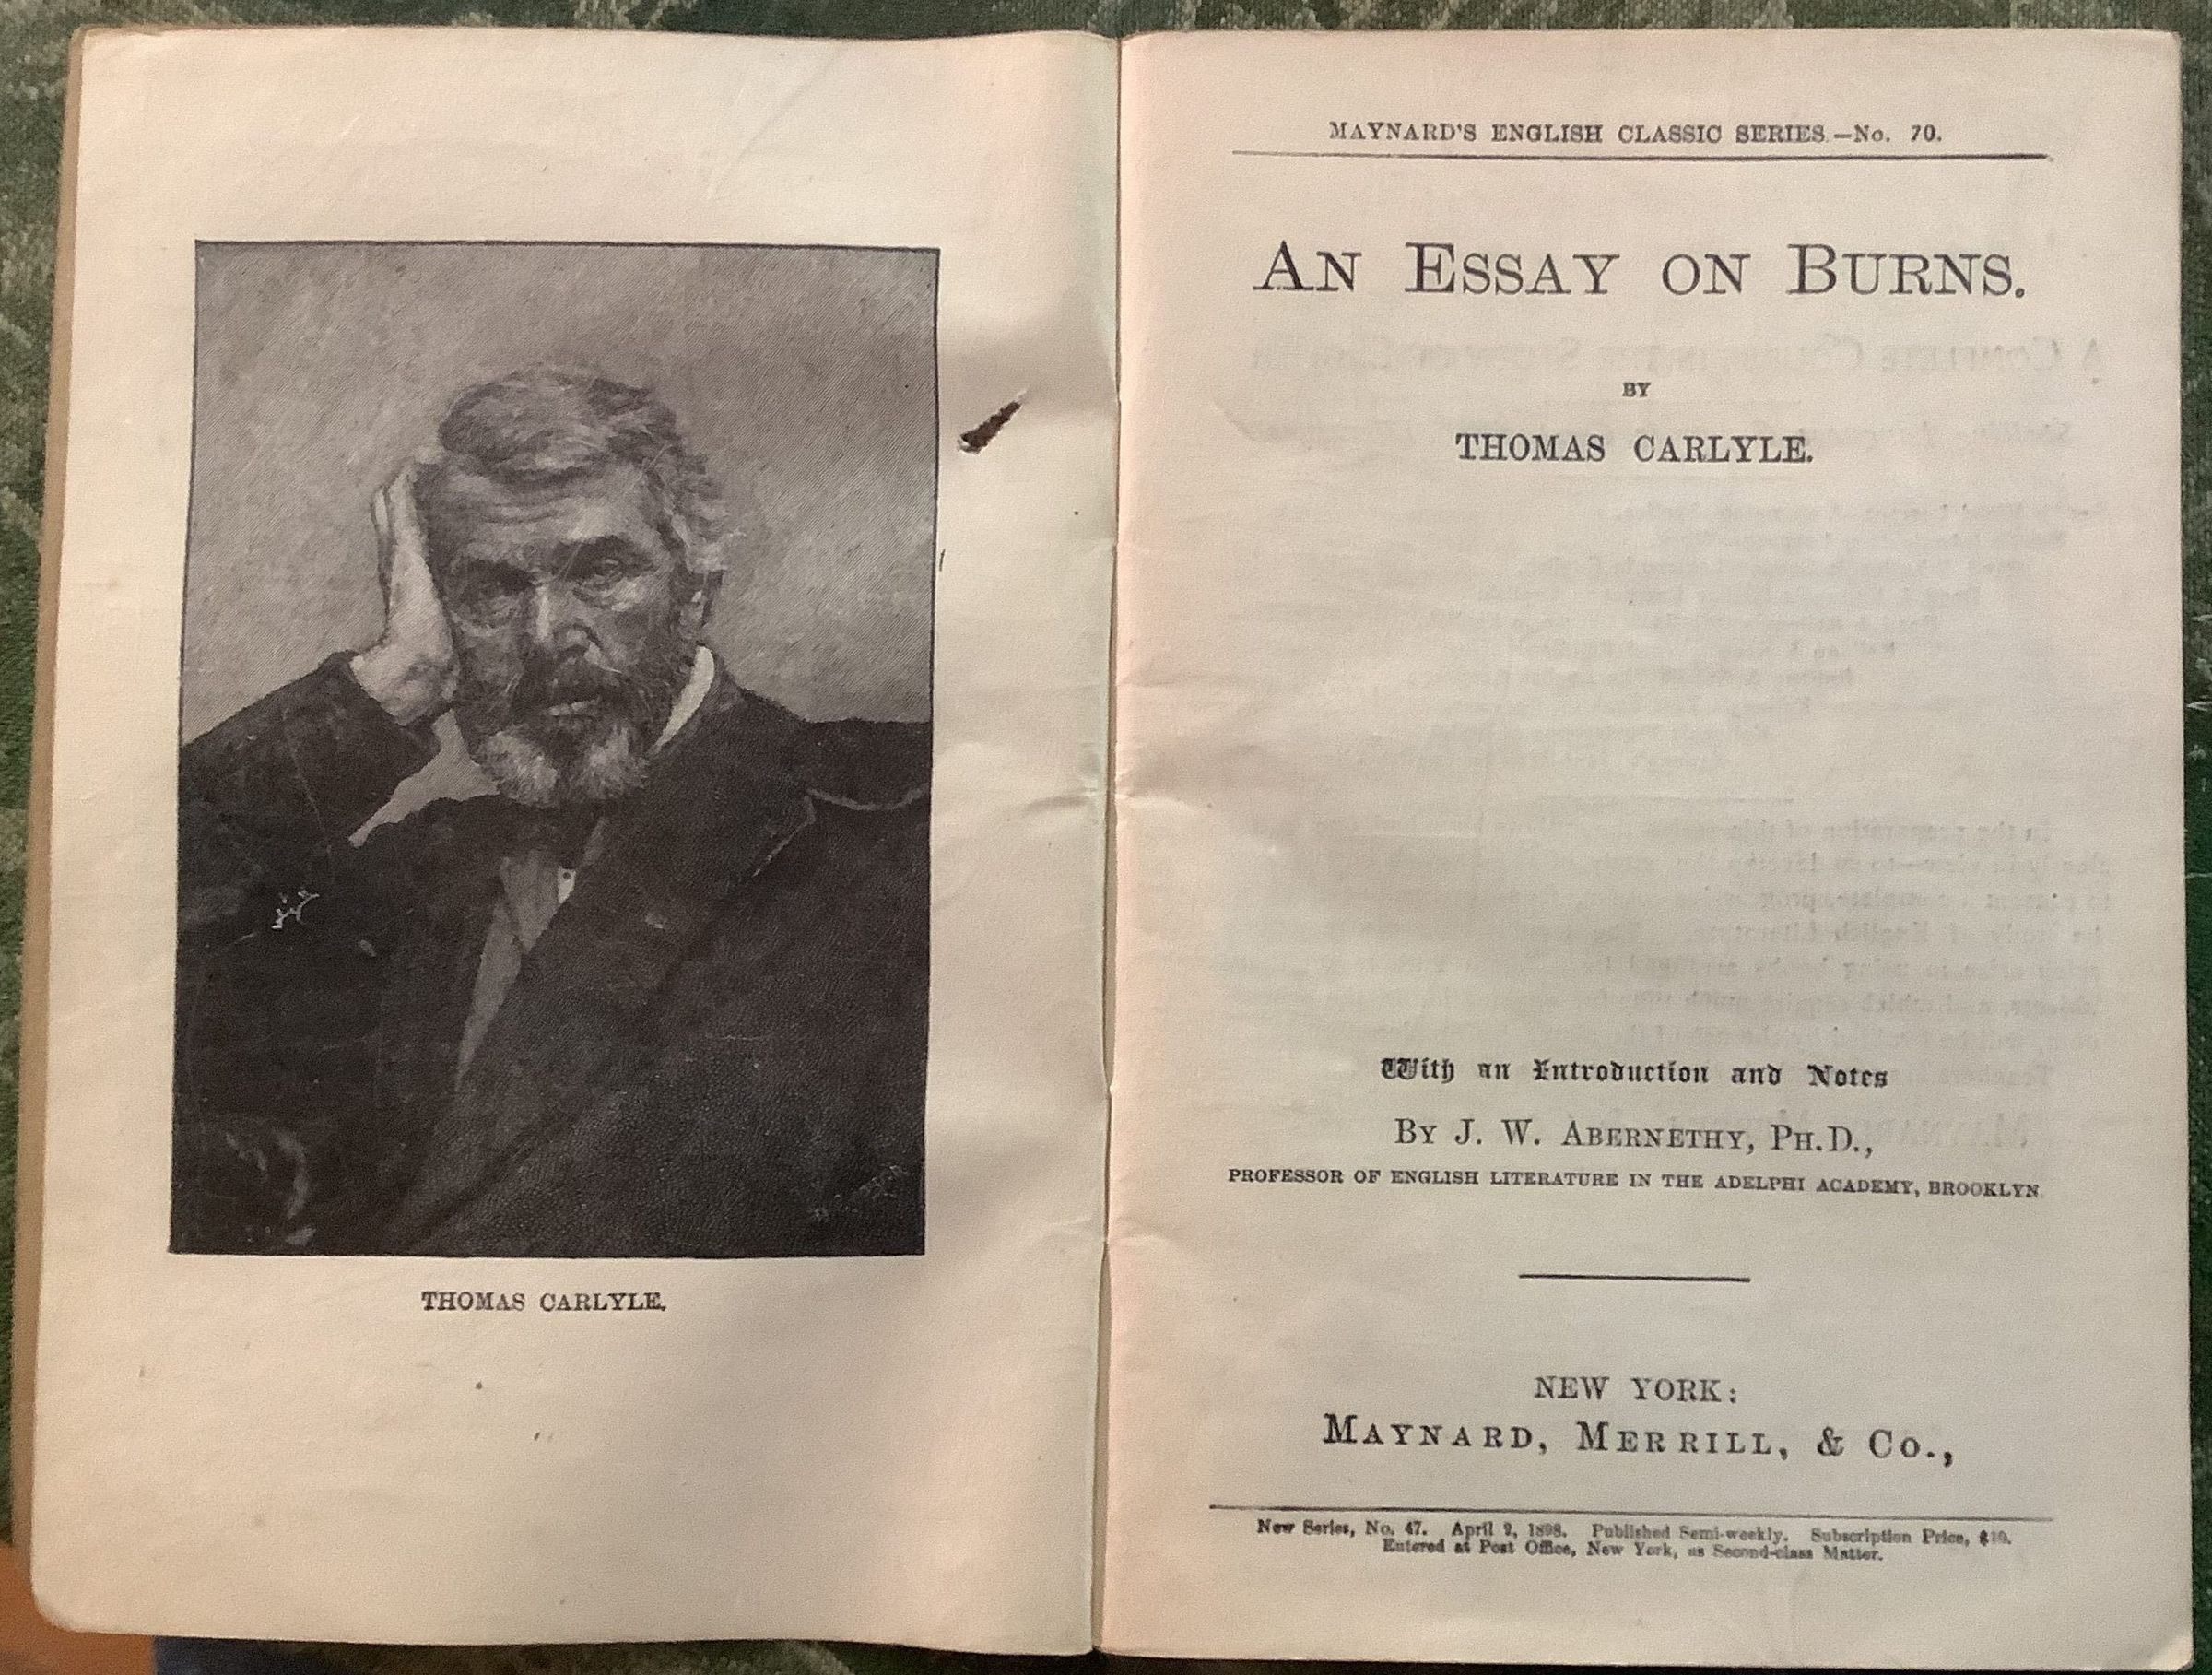 THOMAS CARLYLE.
MAYNARD'S ENGLISH CLASSIC SERIES.—No. 70.
AN ESSAY ON BURNS.
BY
THOMAS CARLYLE.
With an Introduction and Notes
BY J. W. ABERNETHY, PH.D.,
PROFESSOR OF ENGLISH LITERATURE IN THE ADELPHI ACADEMY, BROOKLYN.
NEW YORK:
MAYNARD, MERRILL, & CO.,
New Series, No. 47. April 9, 1898. Published Semi-weekly. Subscription Price, $10.
Entered at Post Office, New York, as Second-class Matter.